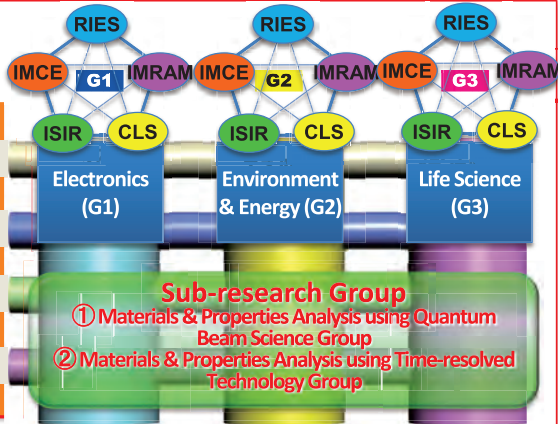 RIES
IMCE
G1
IMRAM
ISIR
CLS
RIES
IMCE
G2
IMRAM
ISIR
CLS
RIES
IMCE
G3
IMRAM
ISIR
CLS
Electronics
(G1)
Environment
& Energy (G2)
Life Science
(G3)
Sub-research Group
① Materials & Properties Analysis using Quantum
Beam Science Group
② Materials & Properties Analysis using Time-resolved
Technology Group